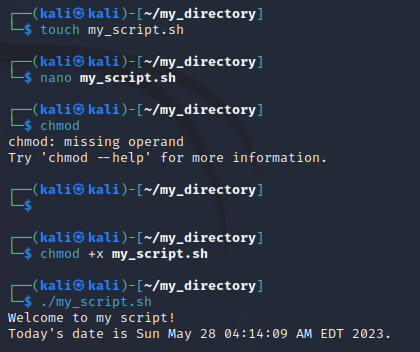 ┌──(kali㉿kali)-[~/my_directory]
└─$ touch my_script.sh
┌──(kali㉿kali)-[~/my_directory]
└─$ nano my_script.sh
┌──(kali㉿kali)-[~/my_directory]
└─$ chmod
chmod: missing operand
Try 'chmod --help' for more information.
┌──(kali㉿kali)-[~/my_directory]
└─$
┌──(kali㉿kali)-[~/my_directory]
└─$ chmod +x my_script.sh
┌──(kali㉿kali)-[~/my_directory]
└─$ ./my_script.sh
Welcome to my script!
Today's date is Sun May 28 04:14:09 AM EDT 2023.